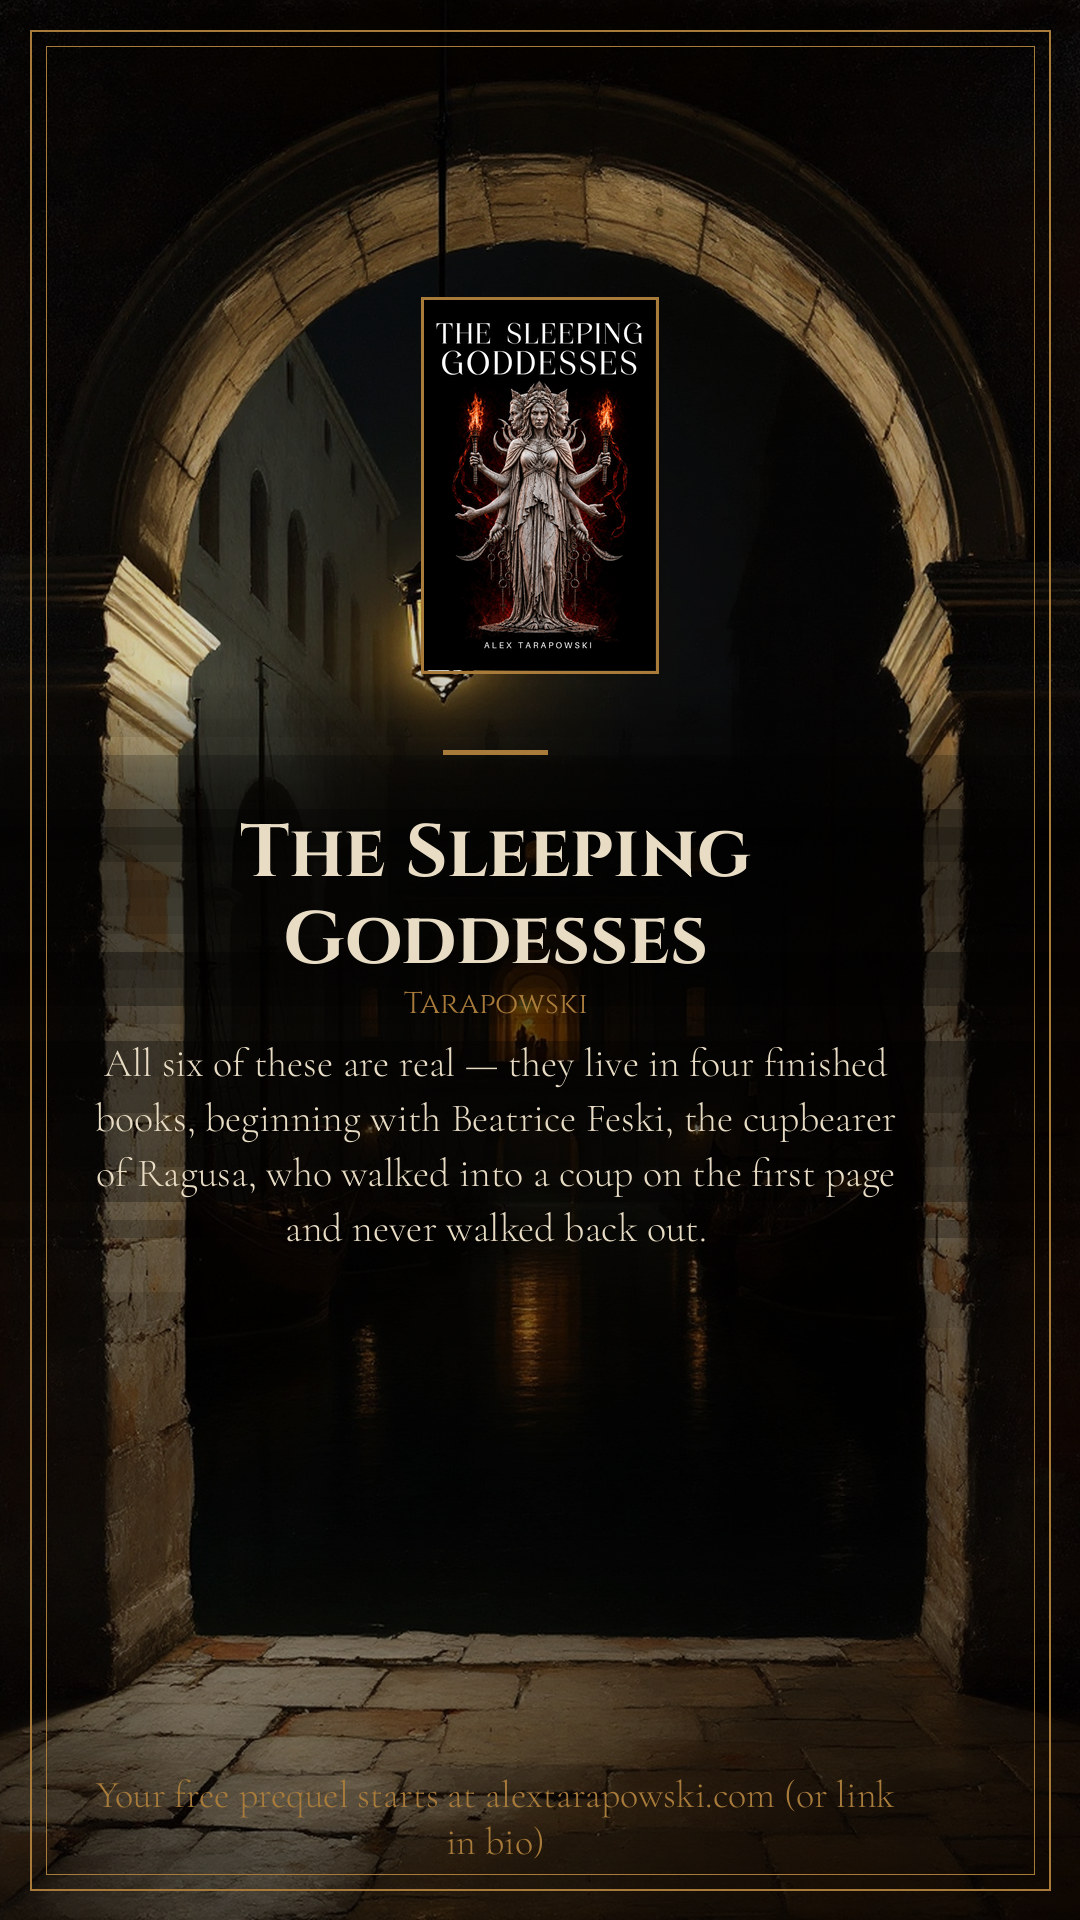 THE SLEEPING
GODDESSES
ALEX TARAPOWSKI
The Sleeping
Goddesses
Tarapowski
All six of these are real — they live in four finished
books, beginning with Beatrice Feski, the cupbearer
of Ragusa, who walked into a coup on the first page
and never walked back out.
Your free prequel starts at alextarapowski.com (or link
in bio)